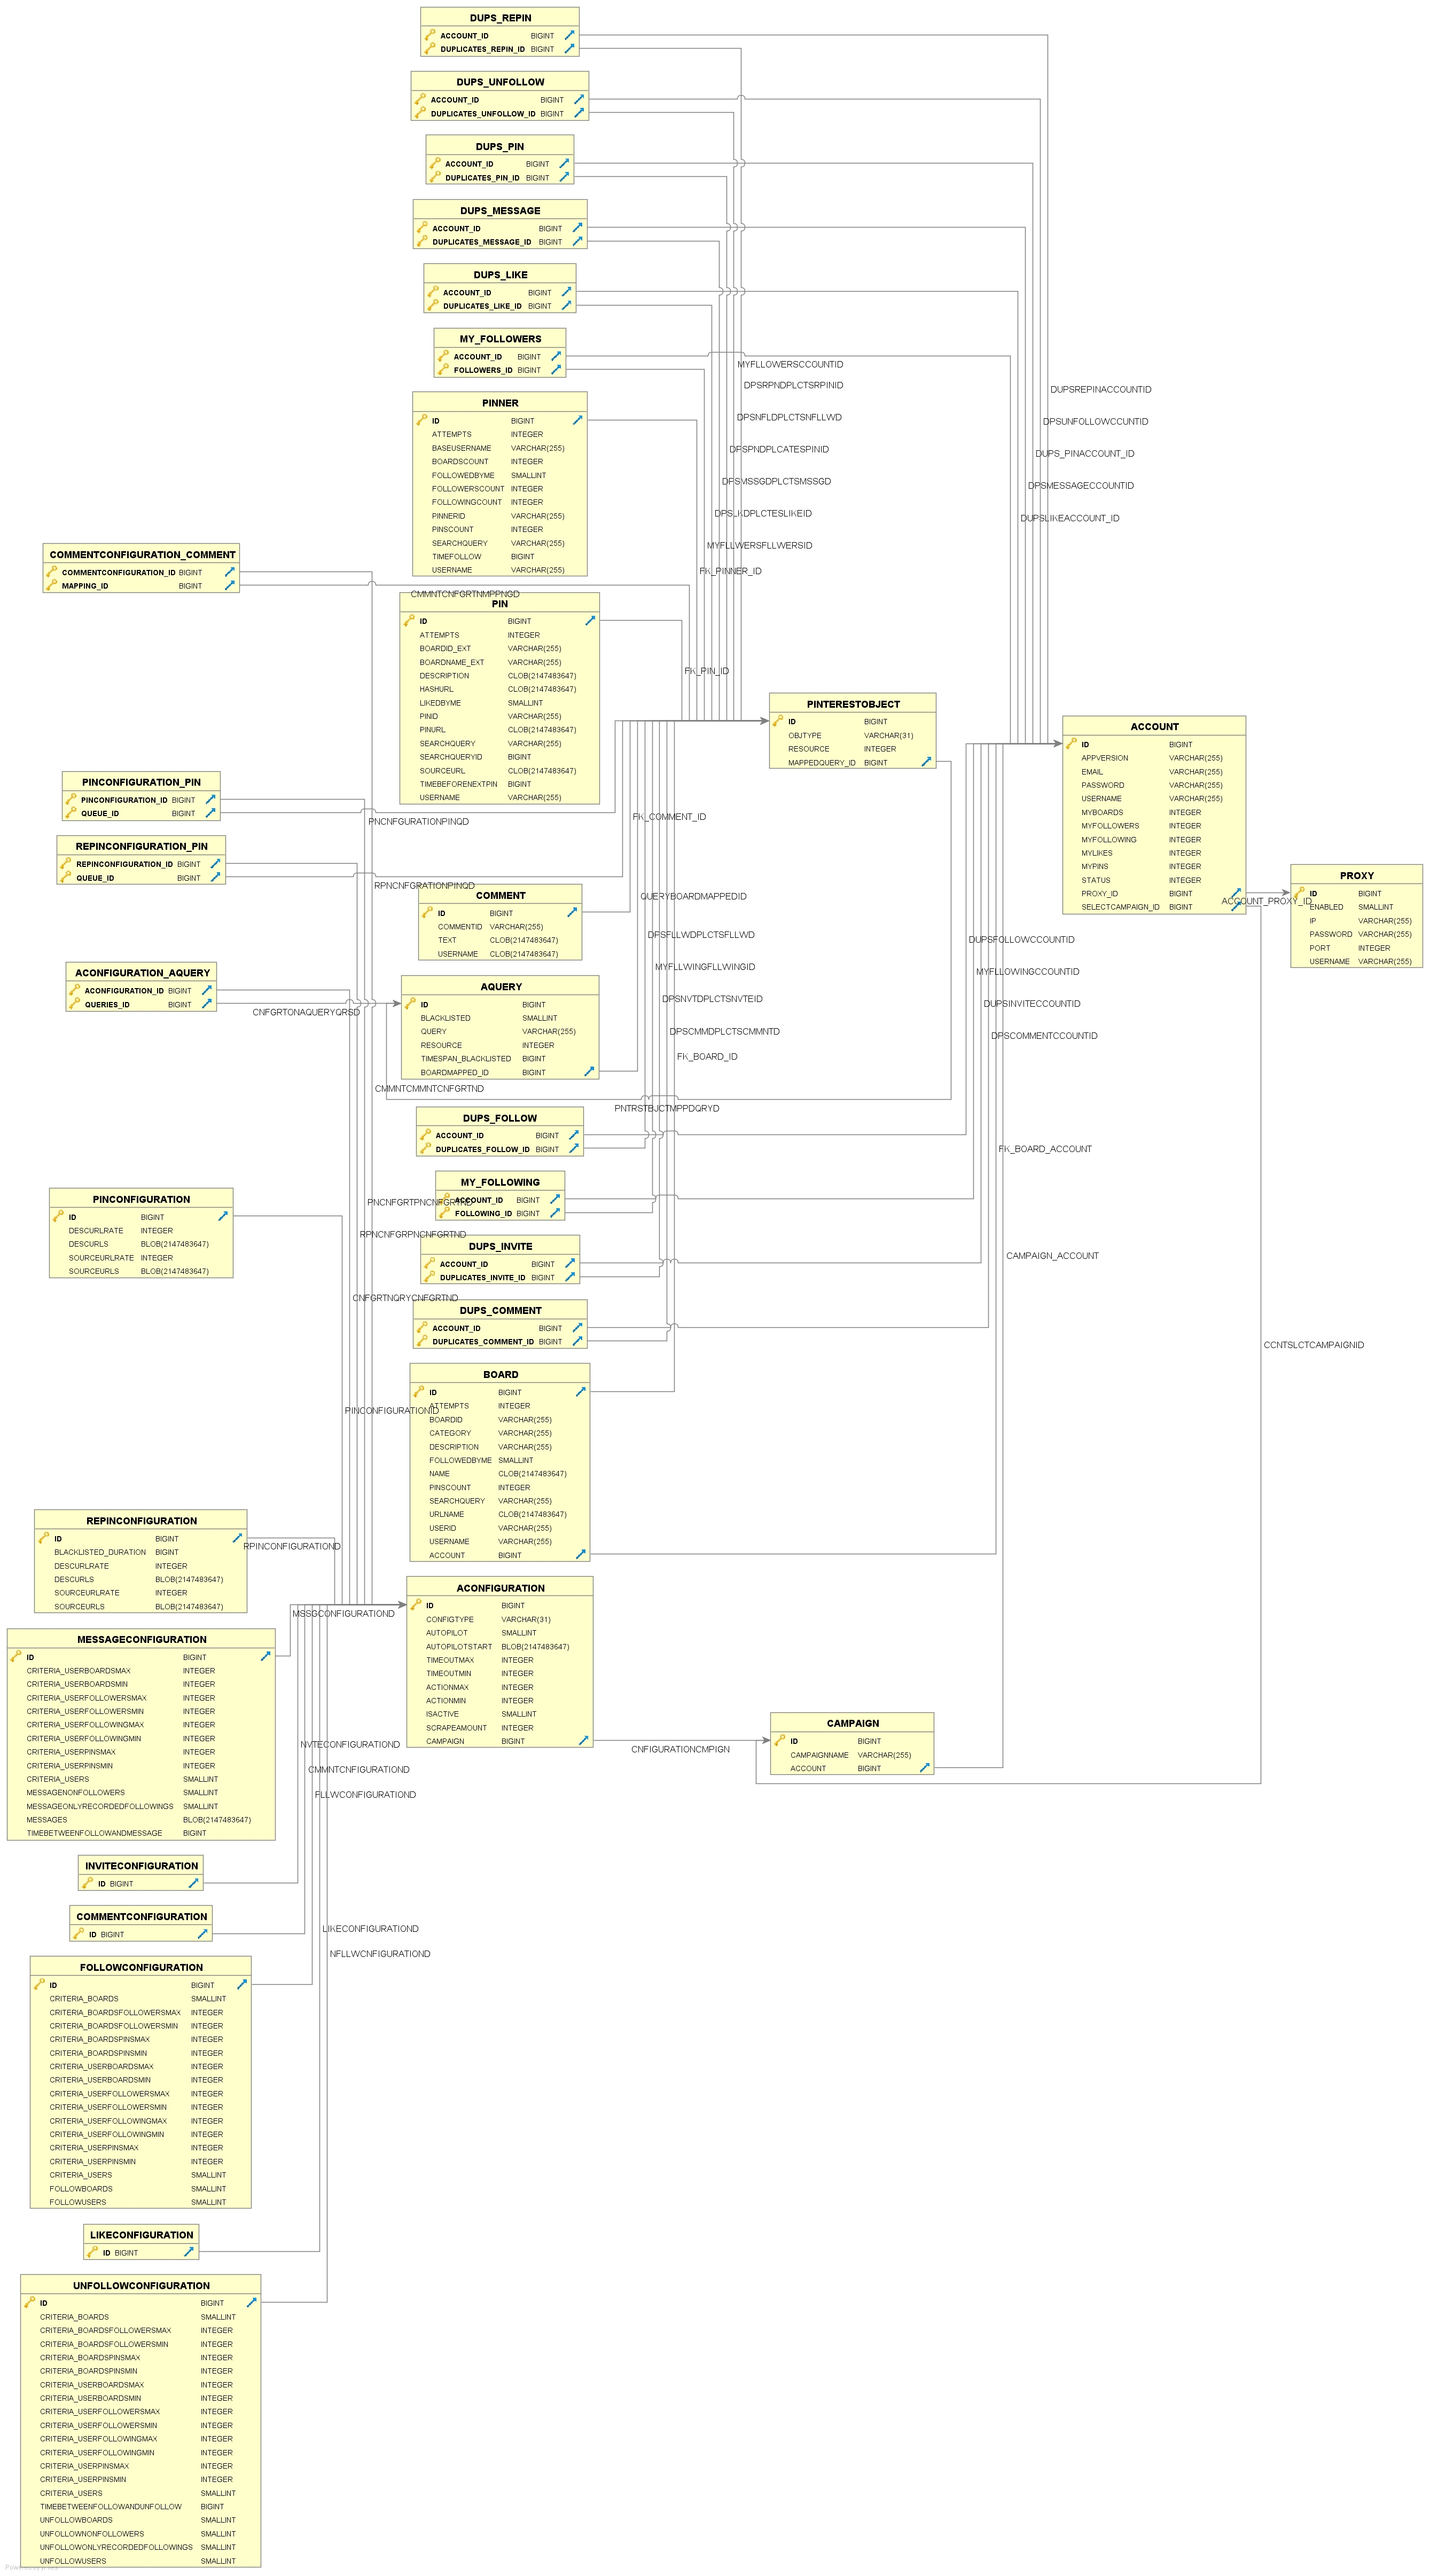 DUPS_REPIN
ACCOUNT_ID BIGINT
DUPLICATES_REPIN_ID BIGINT
DUPS_UNFOLLOW
ACCOUNT_ID BIGINT
DUPLICATES_UNFOLLOW_ID BIGINT
DUPS_PIN
ACCOUNT_ID BIGINT
DUPLICATES_PIN_ID BIGINT
DUPS_MESSAGE
ACCOUNT_ID BIGINT
DUPLICATES_MESSAGE_ID BIGINT
DUPS_LIKE
ACCOUNT_ID BIGINT
DUPLICATES_LIKE_ID BIGINT
MY_FOLLOWERS
ACCOUNT_ID BIGINT
FOLLOWERS_ID BIGINT
PINNER
ID BIGINT
ATTEMPTS INTEGER
BASEUSERNAME VARCHAR(255)
BOARDSCOUNT INTEGER
FOLLOWEDBYME SMALLINT
FOLLOWERSCOUNT INTEGER
FOLLOWINGCOUNT INTEGER
PINNERID VARCHAR(255)
PINSCOUNT INTEGER
SEARCHQUERY VARCHAR(255)
TIMEFOLLOW BIGINT
USERNAME VARCHAR(255)
MYFLLOWERSCCOUNTID
DPSRPNDPLCTSRPINID
DPSNFLDPLCTSNFLLWD
DPSPNDPLCATESPINID
DPSMSSGDPLCTSMSSGD
DPSLKDPLCTESLIKEID
MYFLLWERSFLLWERSID
FK_PINNER_ID
FK_PIN_ID
DUPSREPINACCOUNTID
DPSUNFOLLOWCCUNTID
DUPS_PINACCOUNT_ID
DPSMESSAGECCOUNTID
DUPSLIKEACCOUNT_ID
COMMENTCONFIGURATION_COMMENT
COMMENTCONFIGURATION_ID BIGINT
MAPPING_ID BIGINT
CMMNTCNFGRTNMPPNGD
PIN
ID BIGINT
ATTEMPTS INTEGER
BOARDID_EXT VARCHAR(255)
BOARDNAME_EXT VARCHAR(255)
DESCRIPTION CLOB(2147483647)
HASHURL CLOB(2147483647)
LIKEDBYME SMALLINT
PINID VARCHAR(255)
PINURL CLOB(2147483647)
SEARCHQUERY VARCHAR(255)
SEARCHQUERYID BIGINT
SOURCEURL CLOB(2147483647)
TIMEBEFORENEXTPIN BIGINT
USERNAME VARCHAR(255)
PINTERESTOBJECT
ID BIGINT
OBJTYPE VARCHAR(31)
RESOURCE INTEGER
MAPPEDQUERY_ID BIGINT
ACCOUNT
ID BIGINT
APPVERSION VARCHAR(255)
EMAIL VARCHAR(255)
PASSWORD VARCHAR(255)
USERNAME VARCHAR(255)
MYBOARDS INTEGER
MYFOLLOWERS INTEGER
MYFOLLOWING INTEGER
MYLIKES INTEGER
MYPINS INTEGER
STATUS INTEGER
PROXY_ID BIGINT
SELECTCAMPAIGN_ID BIGINT
ACCOUNT_PROXY_ID
PROXY
ID BIGINT
ENABLED SMALLINT
IP VARCHAR(255)
PASSWORD VARCHAR(255)
PORT INTEGER
USERNAME VARCHAR(255)
PINCONFIGURATION_PIN
PINCONFIGURATION_ID BIGINT
QUEUE_ID BIGINT
PNCNFGURATIONPINQD
REPINCONFIGURATION_PIN
REPINCONFIGURATION_ID BIGINT
QUEUE_ID BIGINT
RPNCNFGRATIONPINQD
FK_COMMENT_ID
COMMENT
ID BIGINT
COMMENTID VARCHAR(255)
TEXT CLOB(2147483647)
USERNAME CLOB(2147483647)
QUERYBOARDMAPPEDID
DPSFLLWDPLCTSFLLWD
MYFLLWINGFLLWINGID
DPSNVTDPLCTSNVTEID
DPSCMMDPLCTSCMMNTD
FK_BOARD_ID
DUPSFOLLOWCCOUNTID
MYFLLOWINGCCOUNTID
DUPSINVITECCOUNTID
DPSCOMMENTCCOUNTID
ACONFIGURATION_AQUERY
ACONFIGURATION_ID BIGINT
QUERIES_ID BIGINT
CNFGRTONAQUERYQRSD
AQUERY
ID BIGINT
BLACKLISTED SMALLINT
QUERY VARCHAR(255)
RESOURCE INTEGER
TIMESPAN_BLACKLISTED BIGINT
BOARDMAPPED_ID BIGINT
CMMNTCMMNTCNFGRTND
PNTRSTBJCTMPPDQRYD
DUPS_FOLLOW
ACCOUNT_ID BIGINT
DUPLICATES_FOLLOW_ID BIGINT
FK_BOARD_ACCOUNT
MY_FOLLOWING
ACCOUNT_ID BIGINT
FOLLOWING_ID BIGINT
PNCNFGRTPNCNFGRTND
RPNCNFGRPNCNFGRTND
PINCONFIGURATION
ID BIGINT
DESCURLRATE INTEGER
DESCURLS BLOB(2147483647)
SOURCEURLRATE INTEGER
SOURCEURLS BLOB(2147483647)
DUPS_INVITE
ACCOUNT_ID BIGINT
DUPLICATES_INVITE_ID BIGINT
CAMPAIGN_ACCOUNT
CNFGRTNQRYCNFGRTND
DUPS_COMMENT
ACCOUNT_ID BIGINT
DUPLICATES_COMMENT_ID BIGINT
CCNTSLCTCAMPAIGNID
BOARD
ID BIGINT
ATTEMPTS INTEGER
BOARDID VARCHAR(255)
CATEGORY VARCHAR(255)
DESCRIPTION VARCHAR(255)
FOLLOWEDBYME SMALLINT
NAME CLOB(2147483647)
PINSCOUNT INTEGER
SEARCHQUERY VARCHAR(255)
URLNAME CLOB(2147483647)
USERID VARCHAR(255)
USERNAME VARCHAR(255)
ACCOUNT BIGINT
PINCONFIGURATIONID
REPINCONFIGURATION
ID BIGINT
BLACKLISTED_DURATION BIGINT
DESCURLRATE INTEGER
DESCURLS BLOB(2147483647)
SOURCEURLRATE INTEGER
SOURCEURLS BLOB(2147483647)
RPINCONFIGURATIOND
MSSGCONFIGURATIOND
ACONFIGURATION
ID BIGINT
CONFIGTYPE VARCHAR(31)
AUTOPILOT SMALLINT
AUTOPILOTSTART BLOB(2147483647)
TIMEOUTMAX INTEGER
TIMEOUTMIN INTEGER
ACTIONMAX INTEGER
ACTIONMIN INTEGER
ISACTIVE SMALLINT
SCRAPEAMOUNT INTEGER
CAMPAIGN BIGINT
CNFIGURATIONCMPIGN
CAMPAIGN
ID BIGINT
CAMPAIGNNAME VARCHAR(255)
ACCOUNT BIGINT
MESSAGECONFIGURATION
ID BIGINT
CRITERIA_USERBOARDSMAX INTEGER
CRITERIA_USERBOARDSMIN INTEGER
CRITERIA_USERFOLLOWERSMAX INTEGER
CRITERIA_USERFOLLOWERSMIN INTEGER
CRITERIA_USERFOLLOWINGMAX INTEGER
CRITERIA_USERFOLLOWINGMIN INTEGER
CRITERIA_USERPINSMAX INTEGER
CRITERIA_USERPINSMIN INTEGER
CRITERIA_USERS SMALLINT
MESSAGENONFOLLOWERS SMALLINT
MESSAGEONLYRECORDEDFOLLOWINGS SMALLINT
MESSAGES BLOB(2147483647)
TIMEBETWEENFOLLOWANDMESSAGE BIGINT
NVTECONFIGURATIOND
CMMNTCNFIGURATIOND
FLLWCONFIGURATIOND
INVITECONFIGURATION
ID BIGINT
COMMENTCONFIGURATION
ID BIGINT
LIKECONFIGURATIOND
NFLLWCNFIGURATIOND
FOLLOWCONFIGURATION
ID BIGINT
CRITERIA_BOARDS SMALLINT
CRITERIA_BOARDSFOLLOWERSMAX INTEGER
CRITERIA_BOARDSFOLLOWERSMIN INTEGER
CRITERIA_BOARDSPINSMAX INTEGER
CRITERIA_BOARDSPINSMIN INTEGER
CRITERIA_USERBOARDSMAX INTEGER
CRITERIA_USERBOARDSMIN INTEGER
CRITERIA_USERFOLLOWERSMAX INTEGER
CRITERIA_USERFOLLOWERSMIN INTEGER
CRITERIA_USERFOLLOWINGMAX INTEGER
CRITERIA_USERFOLLOWINGMIN INTEGER
CRITERIA_USERPINSMAX INTEGER
CRITERIA_USERPINSMIN INTEGER
CRITERIA_USERS SMALLINT
FOLLOWBOARDS SMALLINT
FOLLOWUSERS SMALLINT
LIKECONFIGURATION
ID BIGINT
UNFOLLOWCONFIGURATION
ID BIGINT
CRITERIA_BOARDS SMALLINT
CRITERIA_BOARDSFOLLOWERSMAX INTEGER
CRITERIA_BOARDSFOLLOWERSMIN INTEGER
CRITERIA_BOARDSPINSMAX INTEGER
CRITERIA_BOARDSPINSMIN INTEGER
CRITERIA_USERBOARDSMAX INTEGER
CRITERIA_USERBOARDSMIN INTEGER
CRITERIA_USERFOLLOWERSMAX INTEGER
CRITERIA_USERFOLLOWERSMIN INTEGER
CRITERIA_USERFOLLOWINGMAX INTEGER
CRITERIA_USERFOLLOWINGMIN INTEGER
CRITERIA_USERPINSMAX INTEGER
CRITERIA_USERPINSMIN INTEGER
CRITERIA_USERS SMALLINT
TIMEBETWEENFOLLOWANDUNFOLLOW BIGINT
UNFOLLOWBOARDS SMALLINT
UNFOLLOWNONFOLLOWERS SMALLINT
UNFOLLOWONLYRECORDEDFOLLOWINGS SMALLINT
UNFOLLOWUSERS SMALLINT